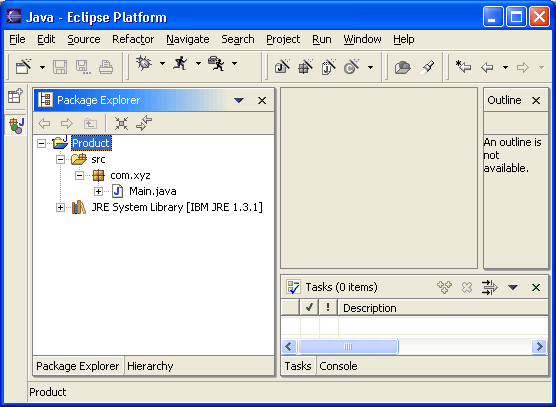 Java - Eclipse Platform
File Edit Source Refactor Navigate Search Project Run Window Help
Package Explorer
Outline
Product
src
com.xyz
Main.java
JRE System Library [IBM JRE 1.3.1]
An outline is
not
available.
Tasks (0 items)
! Description
Package Explorer Hierarchy
Tasks Console
Product